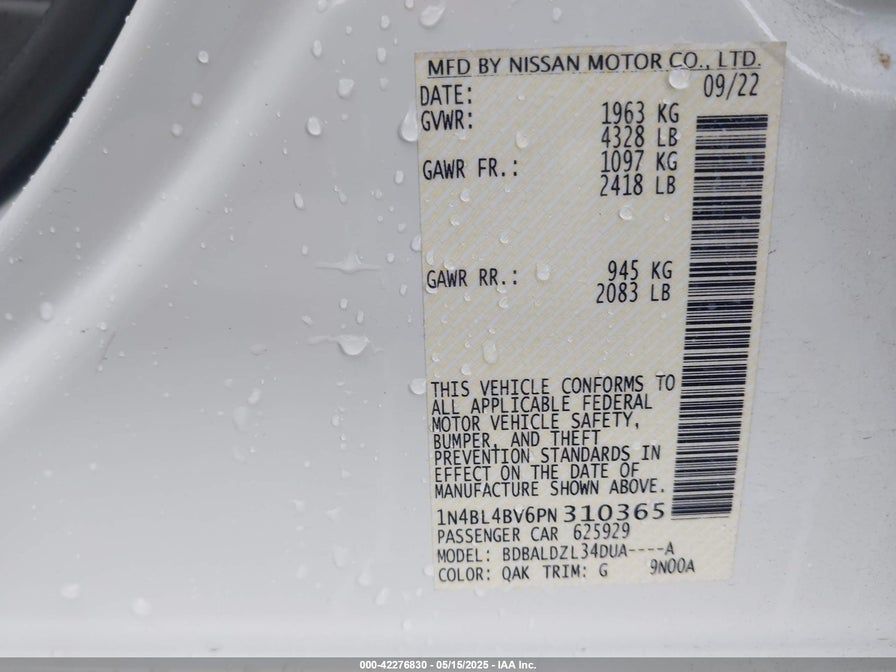 MFD BY NISSAN MOTOR CO., LTD.
DATE: 09/22
GVWR: 1963 KG
4328 LB
GAWR FR.: 1097 KG
2418 LB
GAWR RR.: 945 KG
2083 LB
THIS VEHICLE CONFORMS TO
ALL APPLICABLE FEDERAL
MOTOR VEHICLE SAFETY,
BUMPER, AND THEFT
PREVENTION STANDARDS IN
EFFECT ON THE DATE OF
MANUFACTURE SHOWN ABOVE.
1N4BL4BV6PN310365
PASSENGER CAR 625929
MODEL: BDBALDZL34DUA----A
COLOR: QAK TRIM: G 9N00A
000-42276830 - 05/15/2025 - IAA Inc.